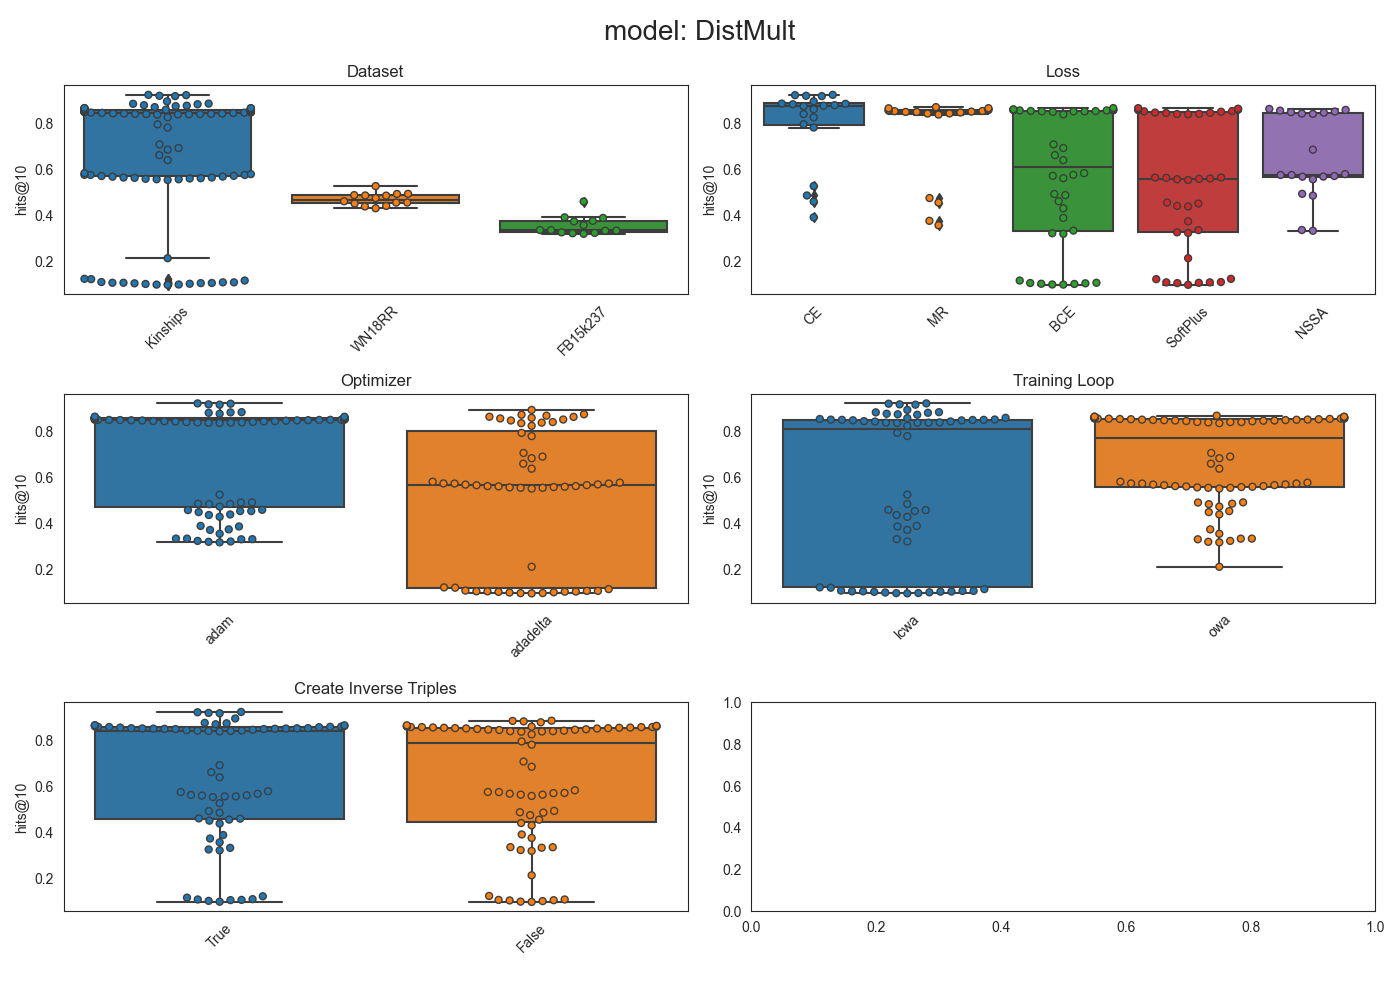 model: DistMult
Dataset
hits@10
0.8
0.6
0.4
0.2
Kinships
WN18RR
FB15k237
Loss
hits@10
0.8
0.6
0.4
0.2
CE
MR
BCE
SoftPlus
NSSA
Optimizer
hits@10
0.8
0.6
0.4
0.2
adam
adadelta
Training Loop
hits@10
0.8
0.6
0.4
0.2
lcwa
owa
Create Inverse Triples
hits@10
0.8
0.6
0.4
0.2
True
False
1.0
0.8
0.6
0.4
0.2
0.0
0.0 0.2 0.4 0.6 0.8 1.0